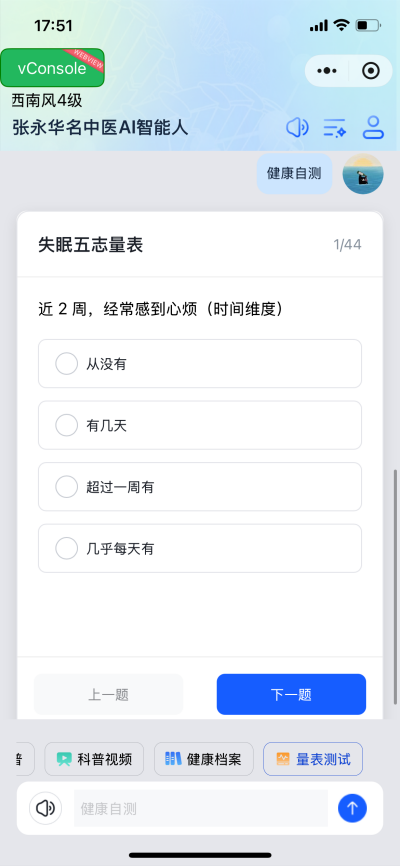 17:51
vConsole
WEBVIEW
西南风4级
张永华名中医AI智能人
健康自测
失眠五志量表
1/44
近 2 周，经常感到心烦（时间维度）
从没有
有几天
超过一周有
几乎每天有
上一题
下一题
科普视频
健康档案
量表测试
健康自测